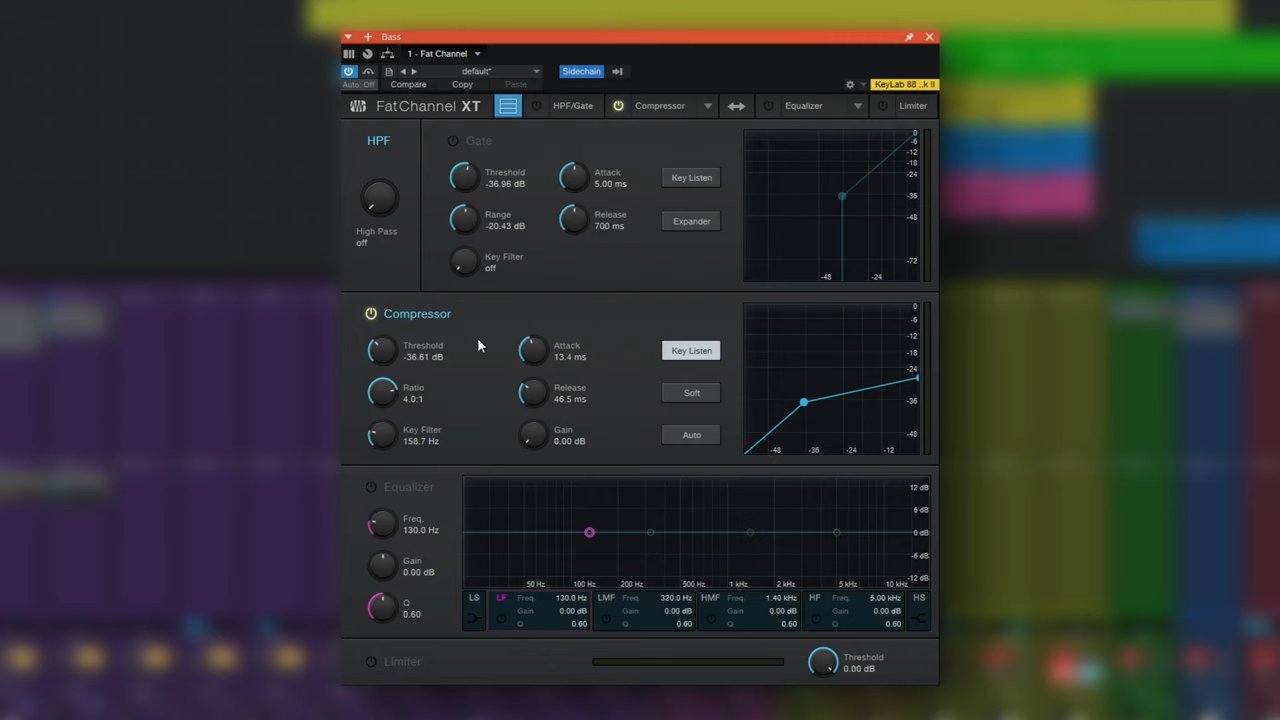 Bass
1 - Fat Channel
default*
Sidechain
Auto: Off
Compare
Copy
Paste
KeyLab 88 ..k II
FatChannel XT
HPF/Gate
Compressor
Equalizer
Limiter
HPF
High Pass
off
Gate
Threshold
-36.96 dB
Attack
5.00 ms
Key Listen
Range
-20.43 dB
Release
700 ms
Expander
Key Filter
off
0
-6
-12
-18
-24
-36
-48
-72
-48
-24
Compressor
Threshold
-36.61 dB
Attack
13.4 ms
Key Listen
Ratio
4.0:1
Release
46.5 ms
Soft
Key Filter
158.7 Hz
Gain
0.00 dB
Auto
0
-6
-12
-18
-24
-36
-48
-48
-36
-24
-12
Equalizer
Freq.
130.0 Hz
Gain
0.00 dB
Q
0.60
12 dB
6 dB
0 dB
-6 dB
-12 dB
50 Hz
100 Hz
200 Hz
500 Hz
1 kHz
2 kHz
5 kHz
10 kHz
LS
LF
Freq. 130.0 Hz
Gain 0.00 dB
Q 0.60
LMF
Freq. 320.0 Hz
Gain 0.00 dB
Q 0.60
HMF
Freq. 1.40 kHz
Gain 0.00 dB
Q 0.60
HF
Freq. 5.00 kHz
Gain 0.00 dB
Q 0.60
HS
Limiter
Threshold
0.00 dB